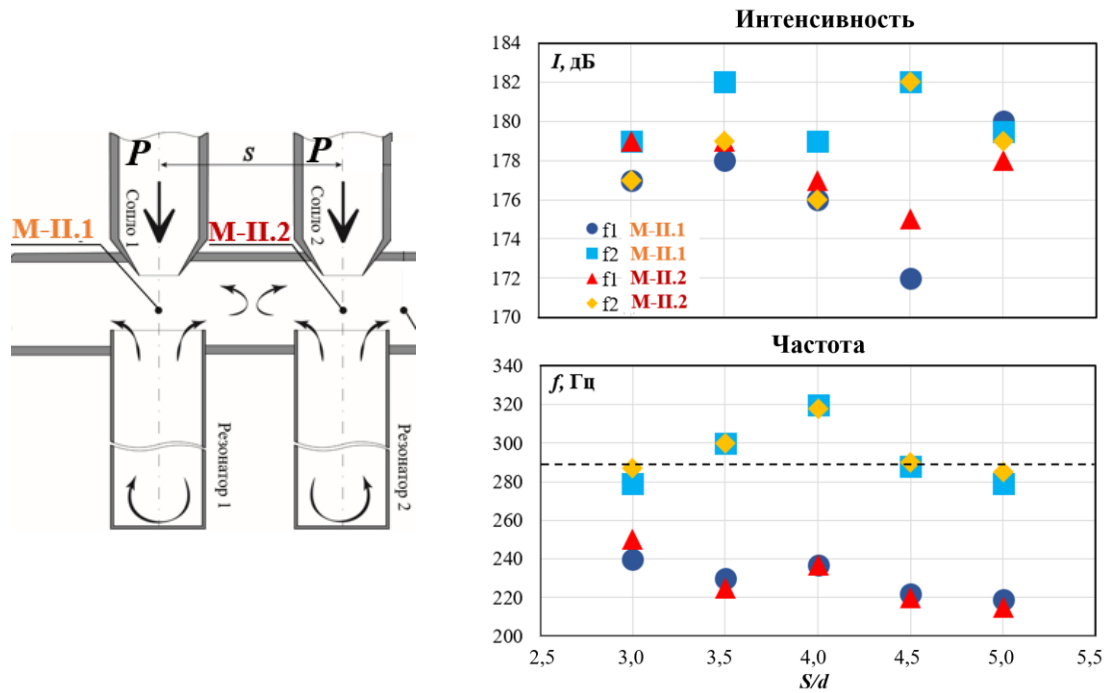 P
S
P
Сопло 1
Сопло 2
М-II.1
М-II.2
Резонатор 1
Резонатор 2
Интенсивность
I, дБ
184
182
180
178
176
174
172
170
f1 М-II.1
f2 М-II.1
f1 М-II.2
f2 М-II.2
Частота
f, Гц
340
320
300
280
260
240
220
200
2,5 3,0 3,5 4,0 4,5 5,0 5,5
S/d